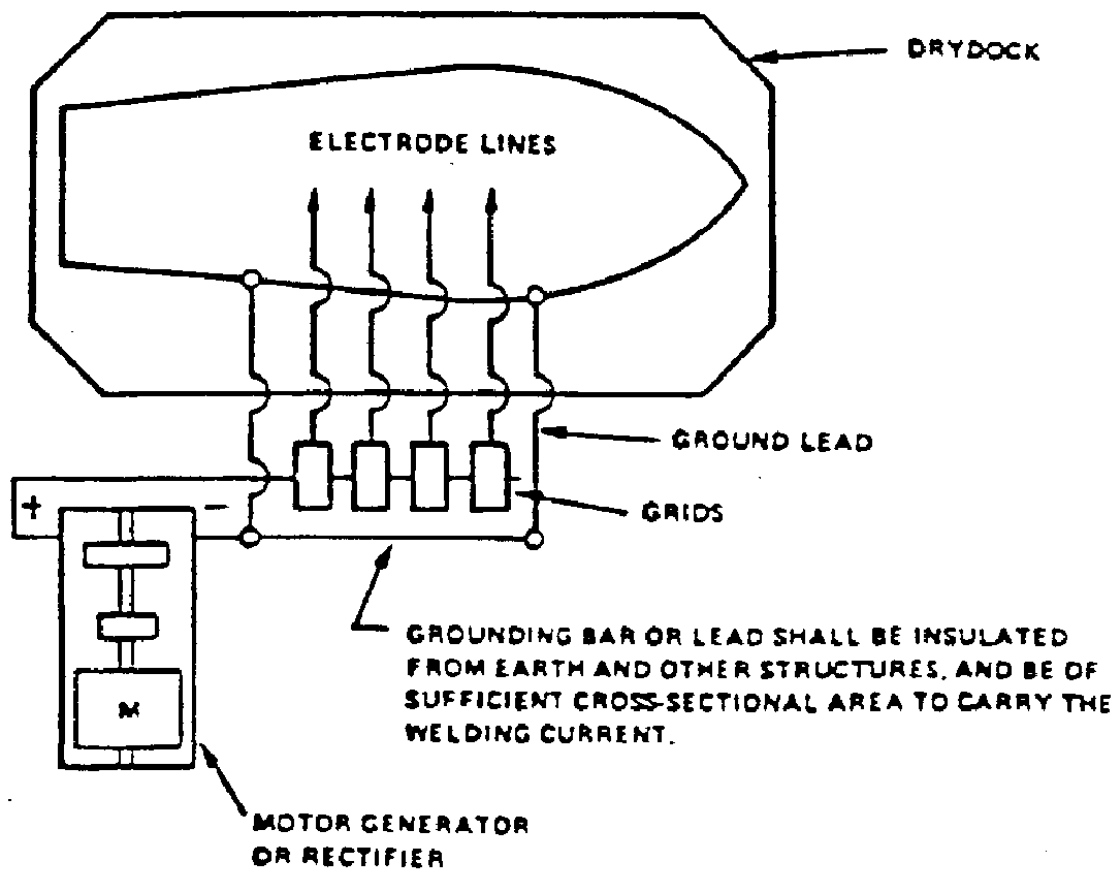 DRYDOCK
ELECTRODE LINES
GROUND LEAD
GRIDS
+
-
GROUNDING BAR OR LEAD SHALL BE INSULATED
FROM EARTH AND OTHER STRUCTURES, AND BE OF
SUFFICIENT CROSS-SECTIONAL AREA TO CARRY THE
WELDING CURRENT.
M
MOTOR GENERATOR
OR RECTIFIER